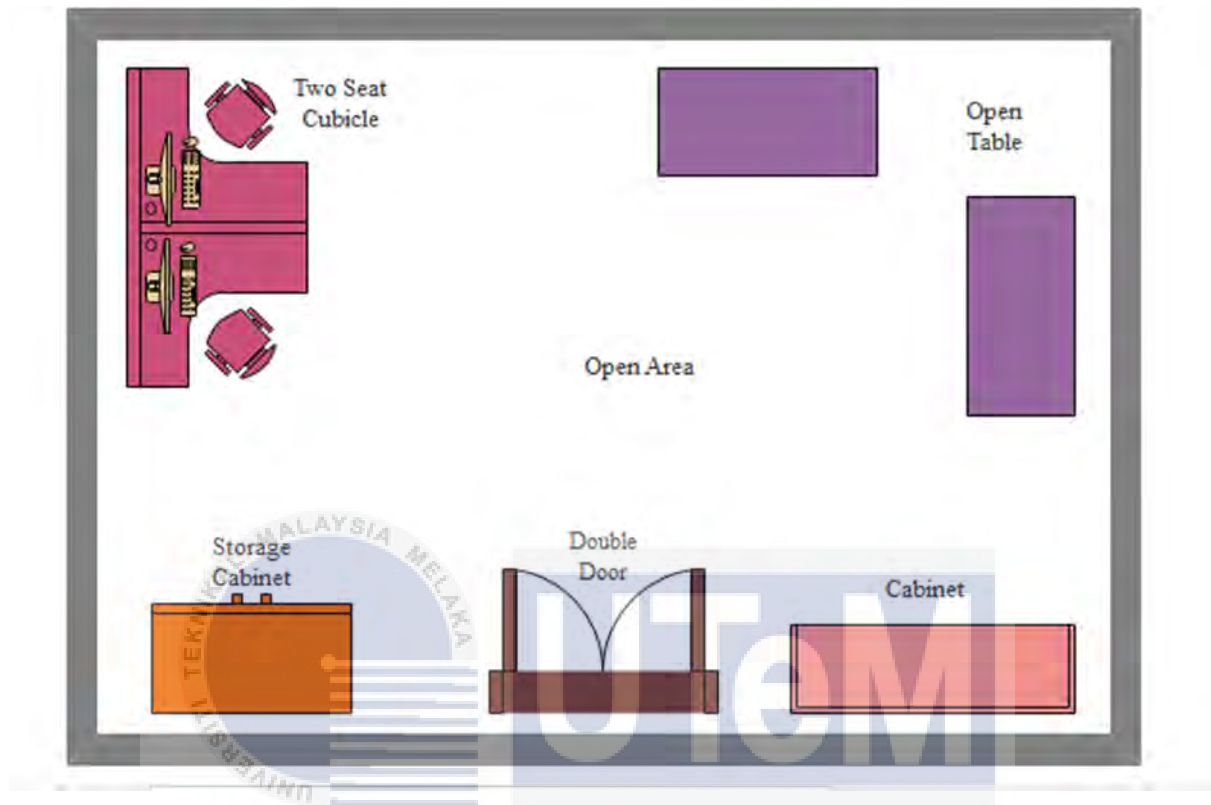 Two Seat
Cubicle
Open
Table
Open Area
Storage
Cabinet
Double
Door
Cabinet
UNIVERSITI TEKNIKAL MALAYSIA MELAKA
UTeM